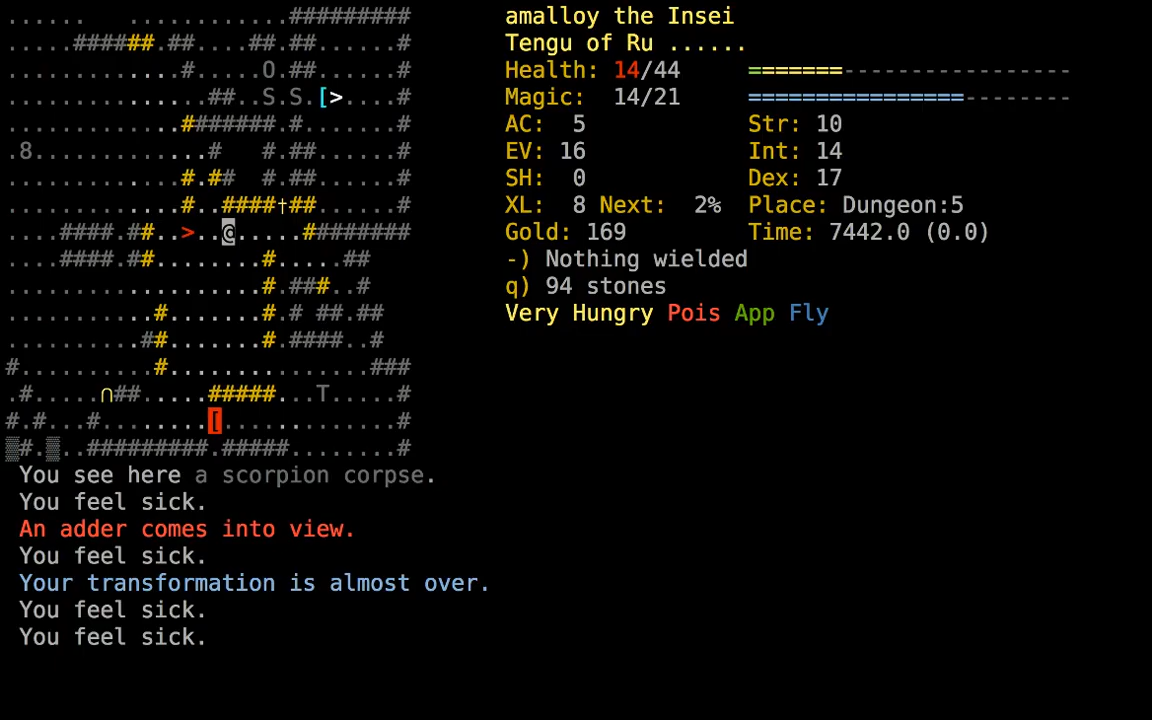 ......   ............#########
.....######.##....##.##......#
.............#.....O.##......#
...............##..S.S.[>....#
.............#######.#.......#
.8.............#   #.##......#
.............#.##  #.##......#
.............#..####†##......#
....####.##..>..@.....########
....####.##........#.....##
...................#.###..#
...........#.......#.# ##.##
..........##.......#.####..#
#..........#...............###
.#.....∩##.....#####...T.....#
#.#...#........[.............#
▒#.▒..#########.#####........#
You see here a scorpion corpse.
You feel sick.
An adder comes into view.
You feel sick.
Your transformation is almost over.
You feel sick.
You feel sick.
amalloy the Insei
Tengu of Ru ......
Health: 14/44 =======-----------------
Magic: 14/21 ================--------
AC: 5 Str: 10
EV: 16 Int: 14
SH: 0 Dex: 17
XL: 8 Next: 2% Place: Dungeon:5
Gold: 169 Time: 7442.0 (0.0)
-) Nothing wielded
q) 94 stones
Very Hungry Pois App Fly